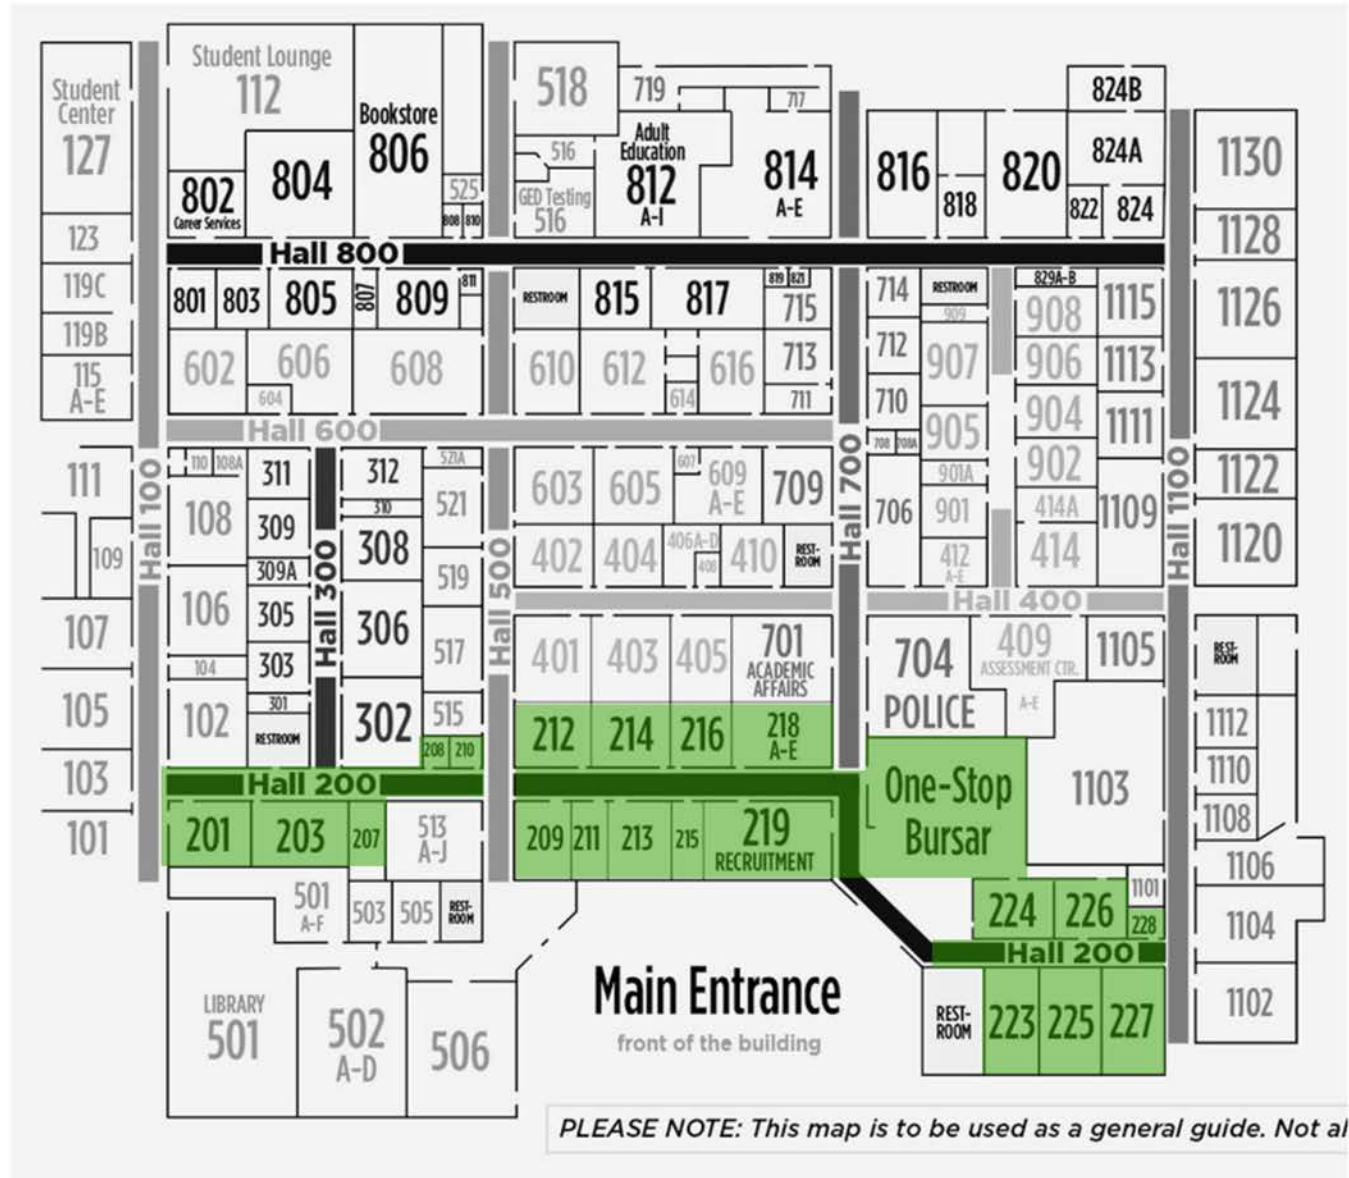 Student
Center
127
123
119C
119B
115
A-E
111
109
107
105
103
101
Hall 100
Student Lounge
112
Bookstore
806
802
Career Services
804
525
808
810
518
719
717
516
GED Testing
516
Adult
Education
812
A-I
814
A-E
816
818
820
824B
824A
822
824
1130
1128
1126
1124
1122
1120
Hall 800
801
803
805
807
809
811
RESTROOM
815
817
819
821
715
714
RESTROOM
909
829A-B
908
1115
602
606
604
608
610
612
614
616
713
711
712
710
907
906
1113
904
1111
Hall 600
708
708A
905
902
110
108A
108
311
309
309A
106
305
303
104
301
102
RESTROOM
Hall 300
312
310
308
306
302
521A
521
519
517
515
208
210
Hall 500
603
605
607
609
A-E
709
402
404
406A-D
408
410
REST-
ROOM
Hall 700
706
901A
901
412
A-E
414A
414
1109
Hall 1100
Hall 400
401
403
405
701
ACADEMIC
AFFAIRS
704
POLICE
409
ASSESSMENT CTR.
A-E
1105
REST-
ROOM
212
214
216
218
A-E
1103
1112
1110
1108
1106
1104
1102
Hall 200
201
203
207
513
A-J
209
211
213
215
219
RECRUITMENT
One-Stop
Bursar
501
A-F
503
505
REST-
ROOM
224
226
1101
228
Hall 200
LIBRARY
501
502
A-D
506
Main Entrance
front of the building
REST-
ROOM
223
225
227
PLEASE NOTE: This map is to be used as a general guide. Not al